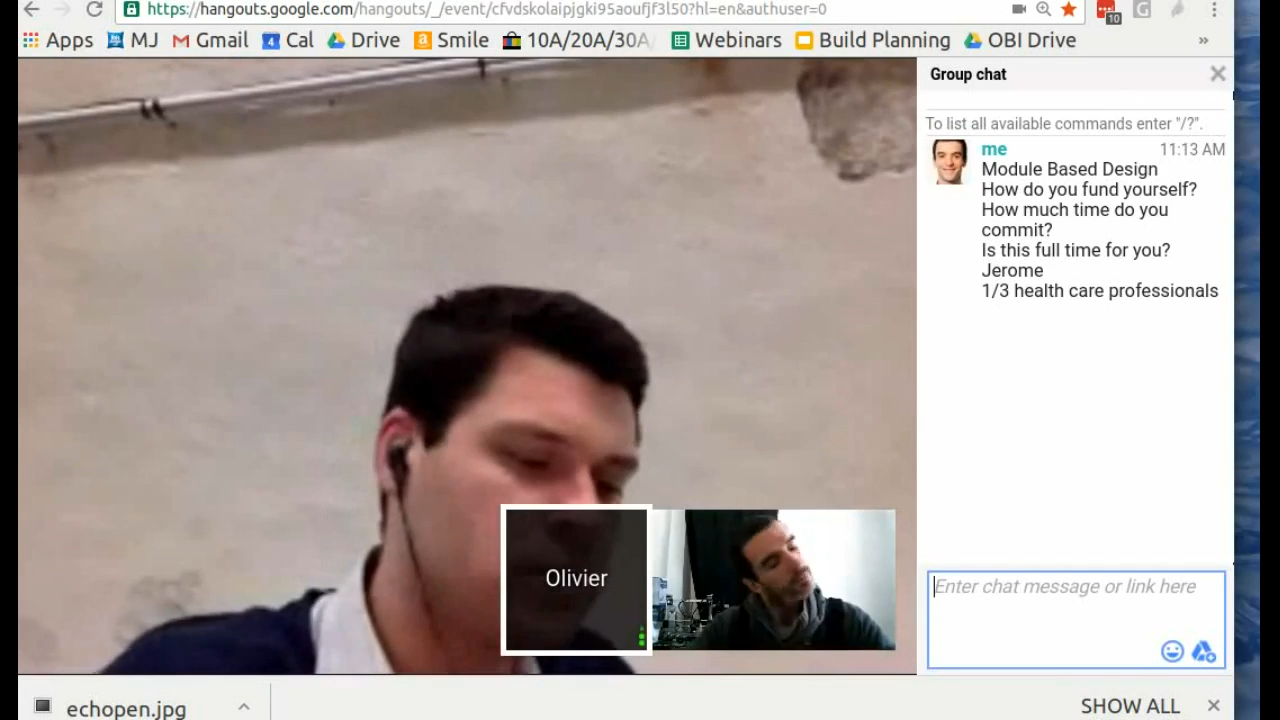 https://hangouts.google.com/hangouts/_/event/cfvdskolaipjgki95aoufjf3l50?hl=en&authuser=0
10
G
Apps MJ Gmail 4 Cal Drive a Smile 10A/20A/30A Webinars Build Planning OBI Drive »
Group chat
To list all available commands enter "/?".
me 11:13 AM
Module Based Design
How do you fund yourself?
How much time do you
commit?
Is this full time for you?
Jerome
1/3 health care professionals
Olivier
Enter chat message or link here
echopen.jpg
SHOW ALL